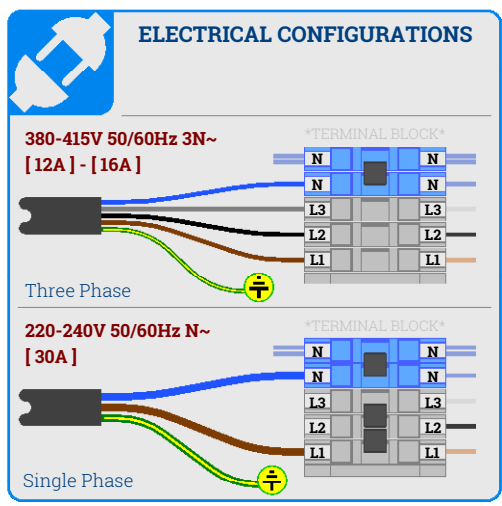 ELECTRICAL CONFIGURATIONS
380-415V 50/60Hz 3N~
[ 12A ] - [ 16A ]
*TERMINAL BLOCK*
N N
N N
L3 L3
L2 L2
L1 L1
Three Phase
220-240V 50/60Hz N~
[ 30A ]
*TERMINAL BLOCK*
N N
N N
L3 L3
L2 L2
L1 L1
Single Phase